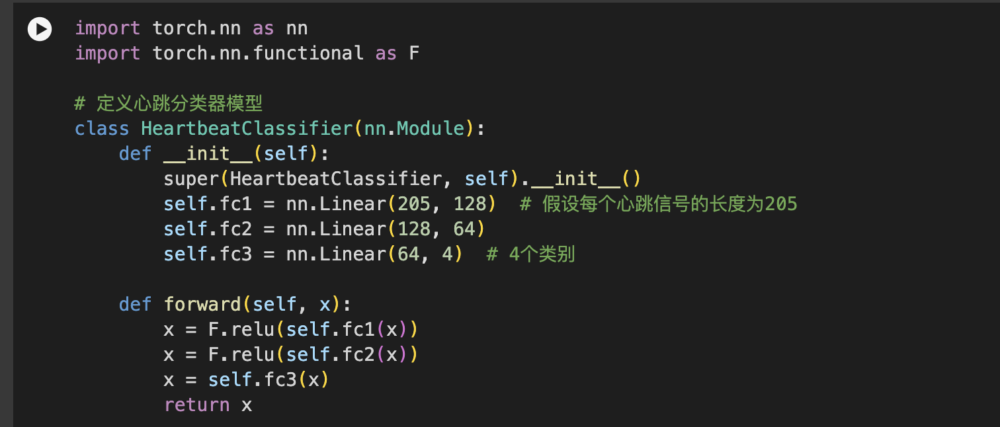 import torch.nn as nn
import torch.nn.functional as F
# 定义心跳分类器模型
class HeartbeatClassifier(nn.Module):
    def __init__(self):
        super(HeartbeatClassifier, self).__init__()
        self.fc1 = nn.Linear(205, 128)  # 假设每个心跳信号的长度为205
        self.fc2 = nn.Linear(128, 64)
        self.fc3 = nn.Linear(64, 4)  # 4个类别
    def forward(self, x):
        x = F.relu(self.fc1(x))
        x = F.relu(self.fc2(x))
        x = self.fc3(x)
        return x